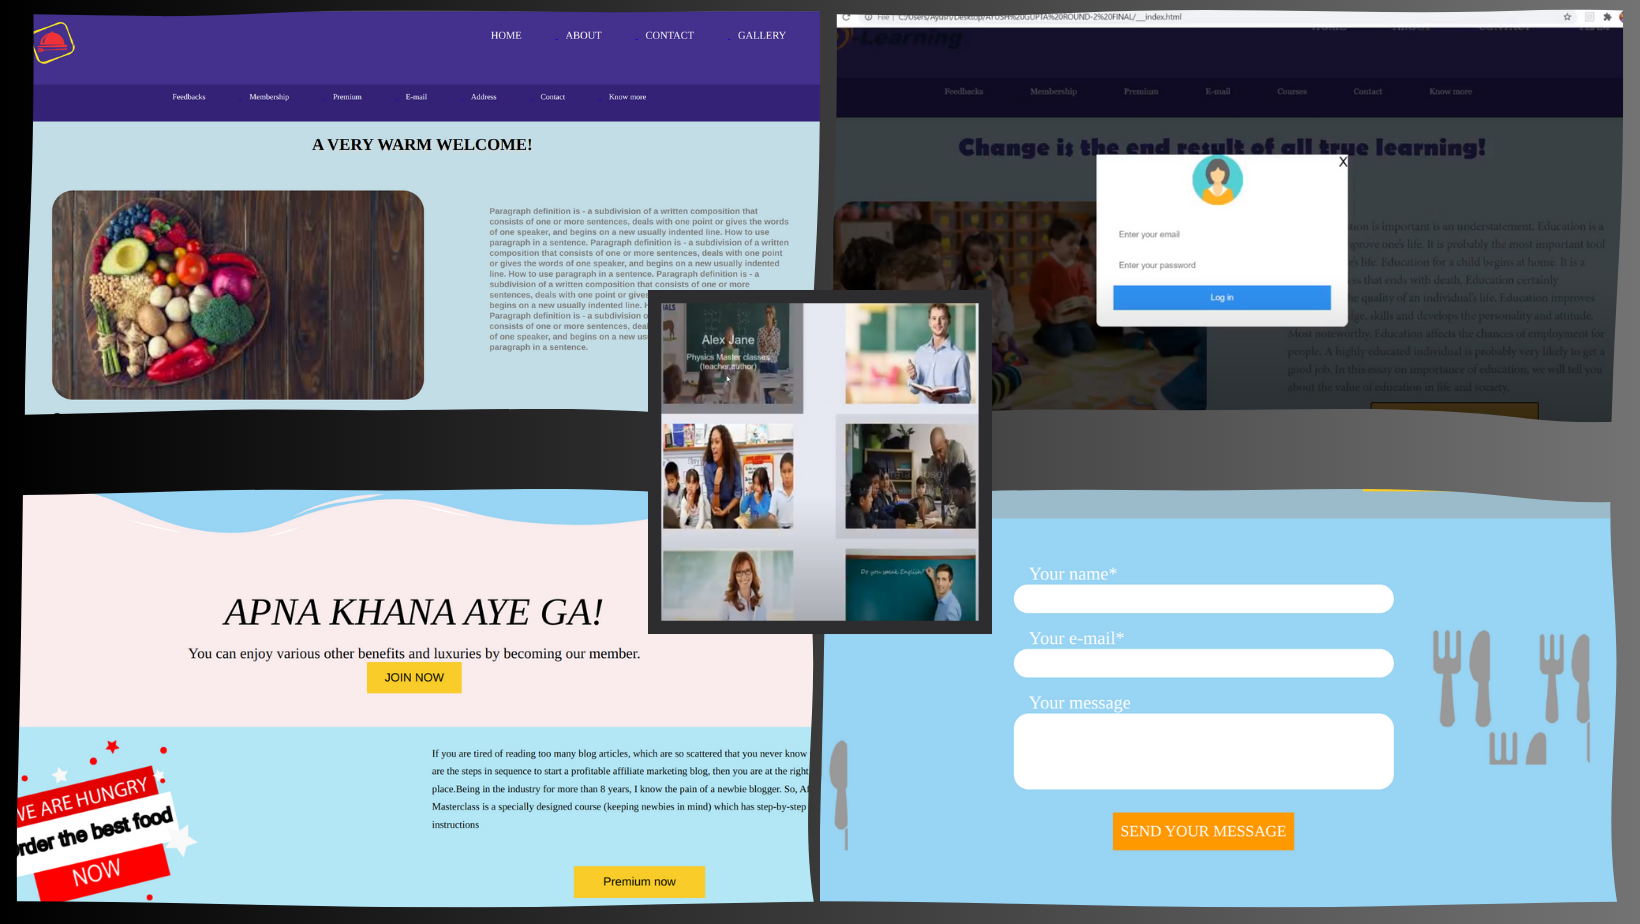 HOME ABOUT CONTACT GALLERY
Feedbacks Membership Premium E-mail Address Contact Know more
A VERY WARM WELCOME!
Paragraph definition is - a subdivision of a written composition that
consists of one or more sentences, deals with one point or gives the words
of one speaker, and begins on a new usually indented line. How to use
paragraph in a sentence. Paragraph definition is - a subdivision of a written
composition that consists of one or more sentences, deals with one point
or gives the words of one speaker, and begins on a new usually indented
line. How to use paragraph in a sentence. Paragraph definition is - a
subdivision of a written composition that consists of one or more
sentences, deals with one point or gives
begins on a new usually indented line. H
Paragraph definition is - a subdivision o
consists of one or more sentences, deal
of one speaker, and begins on a new us
paragraph in a sentence.
File | C:/Users/Ayush/Desktop/AYUSH%20GUPTA%20ROUND-2%20FINAL/__index.html
-Learning
HOME ABOUT CONTACT
Feedbacks Membership Premium E-mail Courses Contact Know more
Change is the end result of all true learning!
X
Enter your email
Enter your password
Log in
tion is important is an understatement. Education is a
prove one's life. It is probably the most important tool
's life. Education for a child begins at home. It is a
ss that ends with death. Education certainly
e quality of an individual's life. Education improves
ge, skills and develops the personality and attitude.
Most noteworthy, Education affects the chances of employment for
people. A highly educated individual is probably very likely to get a
good job. In this essay on importance of education, we will tell you
about the value of education in life and society.
IALS
Alex Jane
Physics Master classes
(teacher,author)
Do you speak English?
APNA KHANA AYE GA!
You can enjoy various other benefits and luxuries by becoming our member.
JOIN NOW
WE ARE HUNGRY
order the best food
NOW
If you are tired of reading too many blog articles, which are so scattered that you never know
are the steps in sequence to start a profitable affiliate marketing blog, then you are at the right
place.Being in the industry for more than 8 years, I know the pain of a newbie blogger. So, Af
Masterclass is a specially designed course (keeping newbies in mind) which has step-by-step
instructions
Premium now
Your name*
Your e-mail*
Your message
SEND YOUR MESSAGE